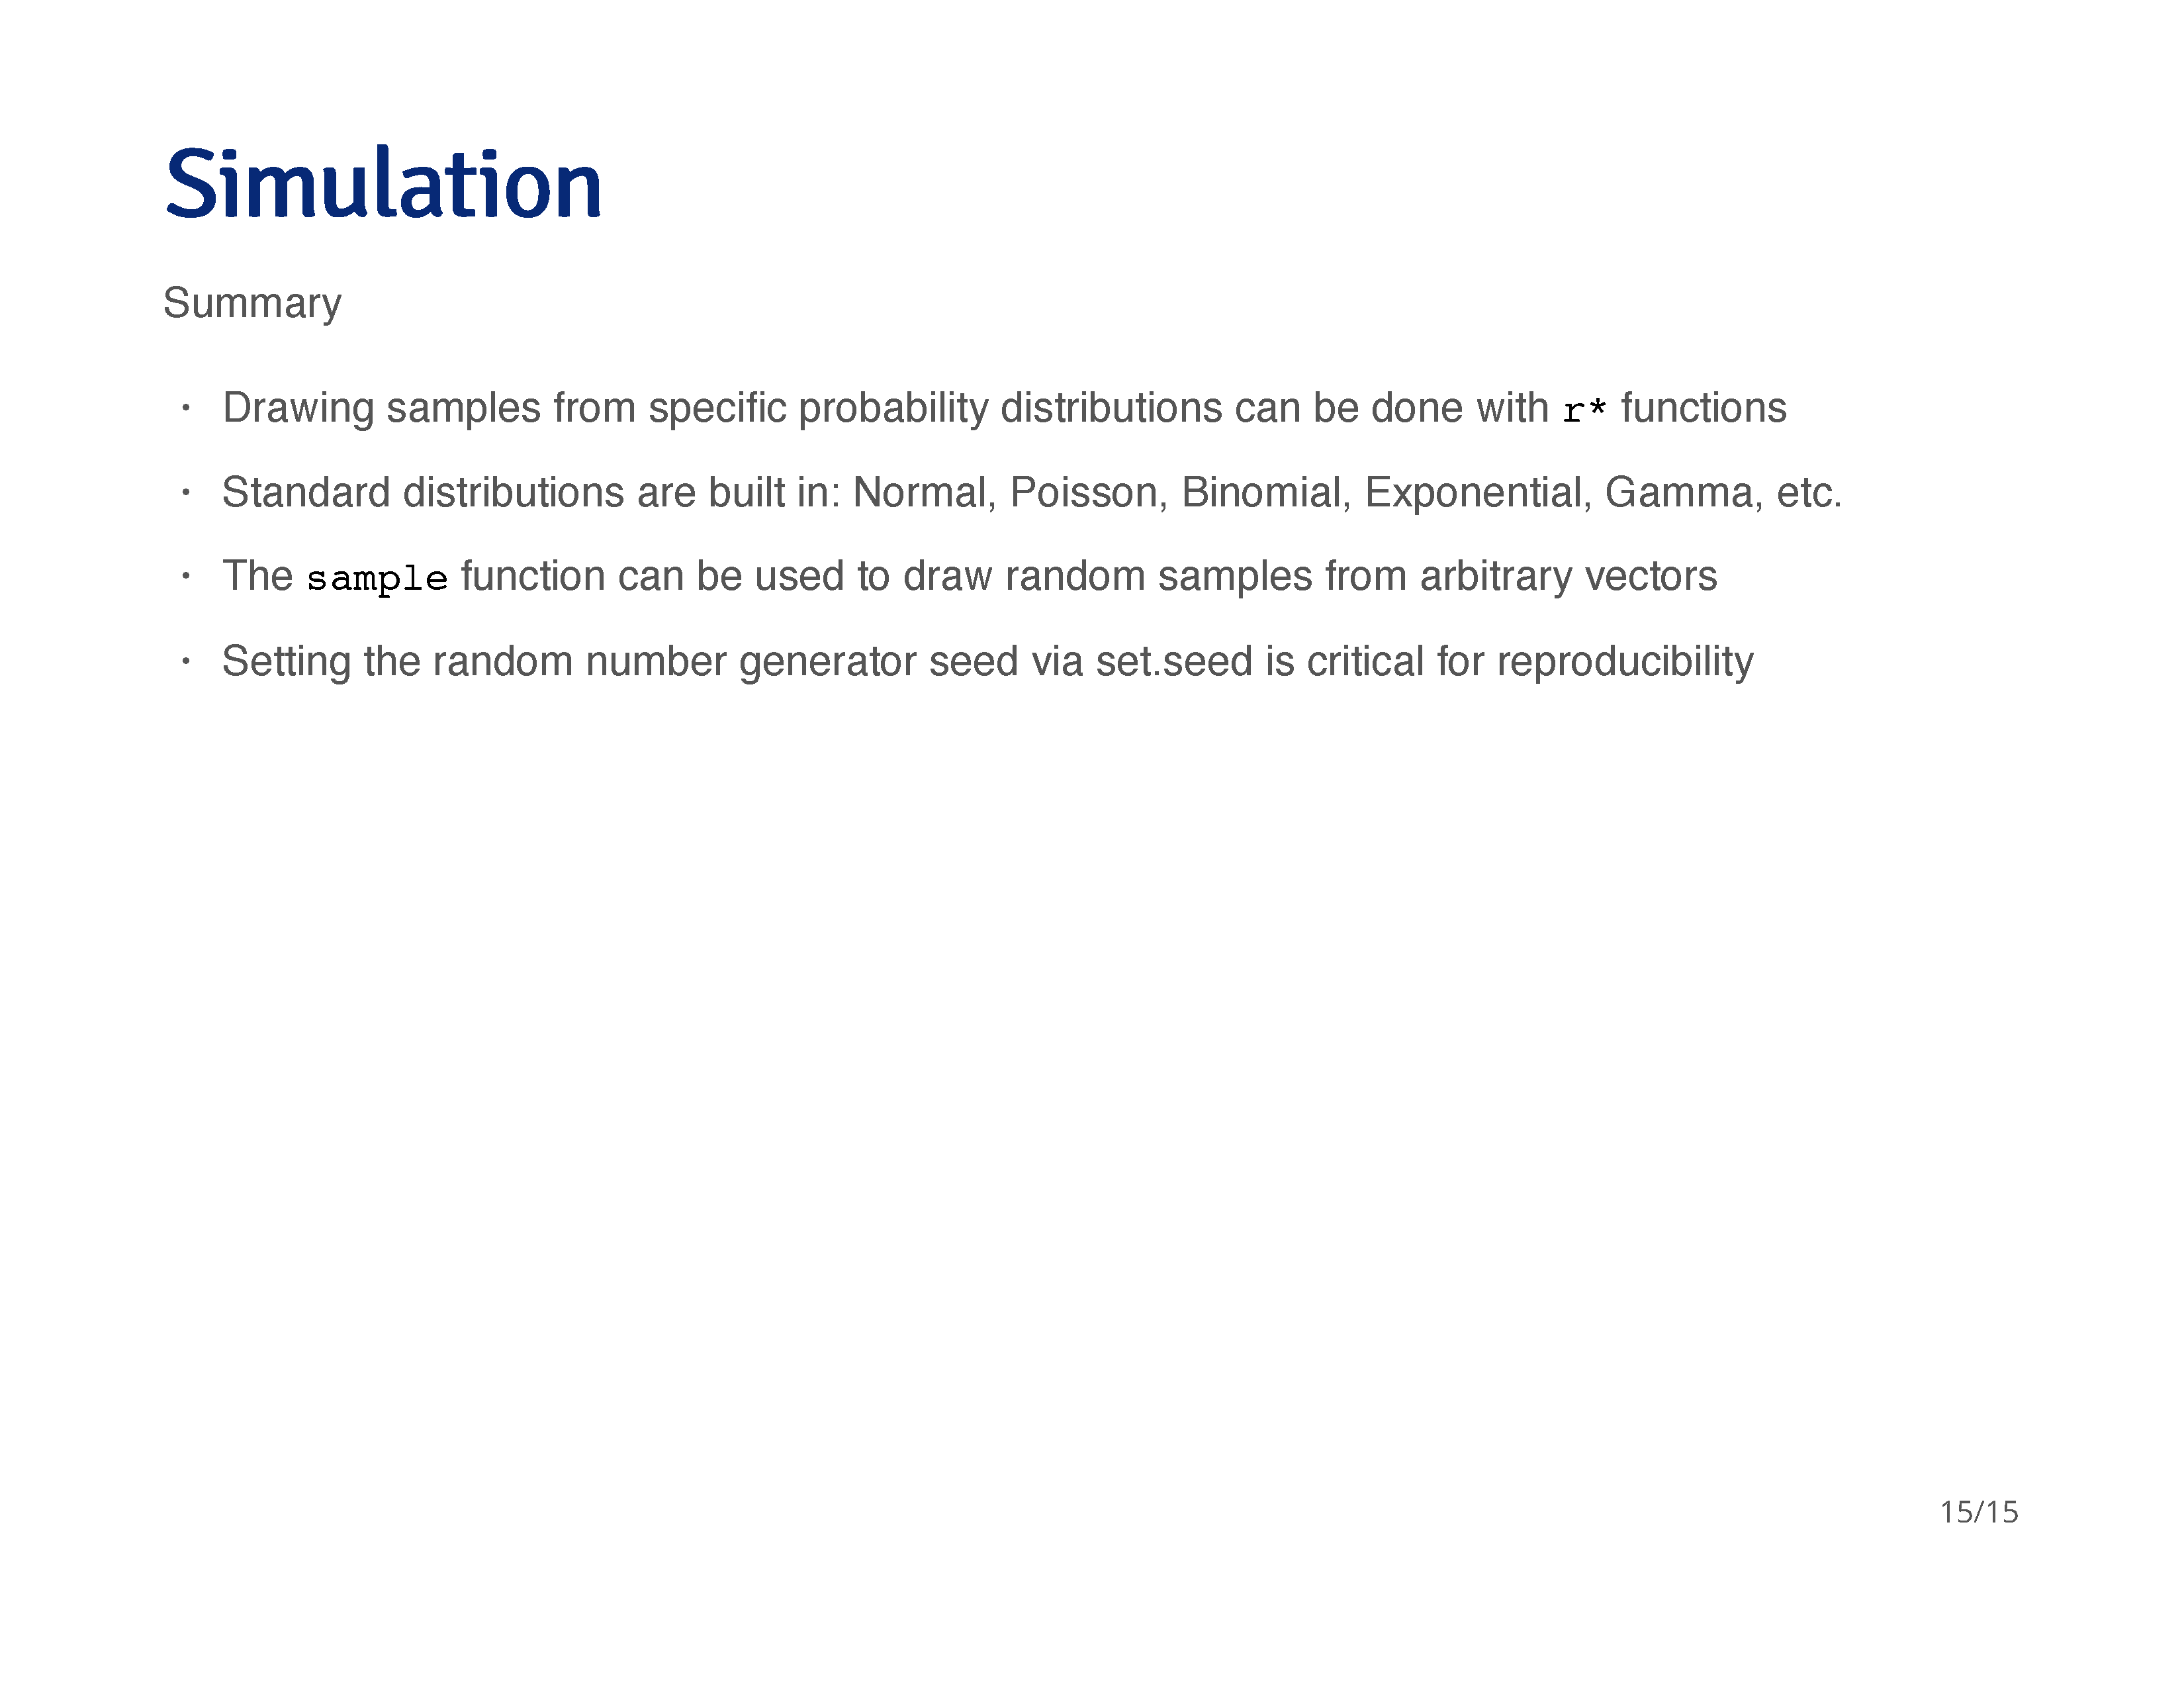 Simulation
Summary
· Drawing samples from specific probability distributions can be done with r* functions
· Standard distributions are built in: Normal, Poisson, Binomial, Exponential, Gamma, etc.
· The sample function can be used to draw random samples from arbitrary vectors
· Setting the random number generator seed via set.seed is critical for reproducibility
15/15